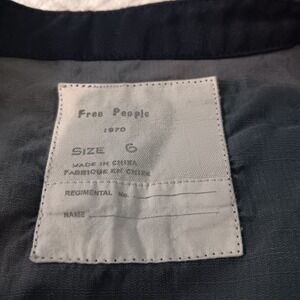 Free People
1970
SIZE 6
MADE IN CHINA
FABRIQUE EN CHINE
REGIMENTAL No.
NAME